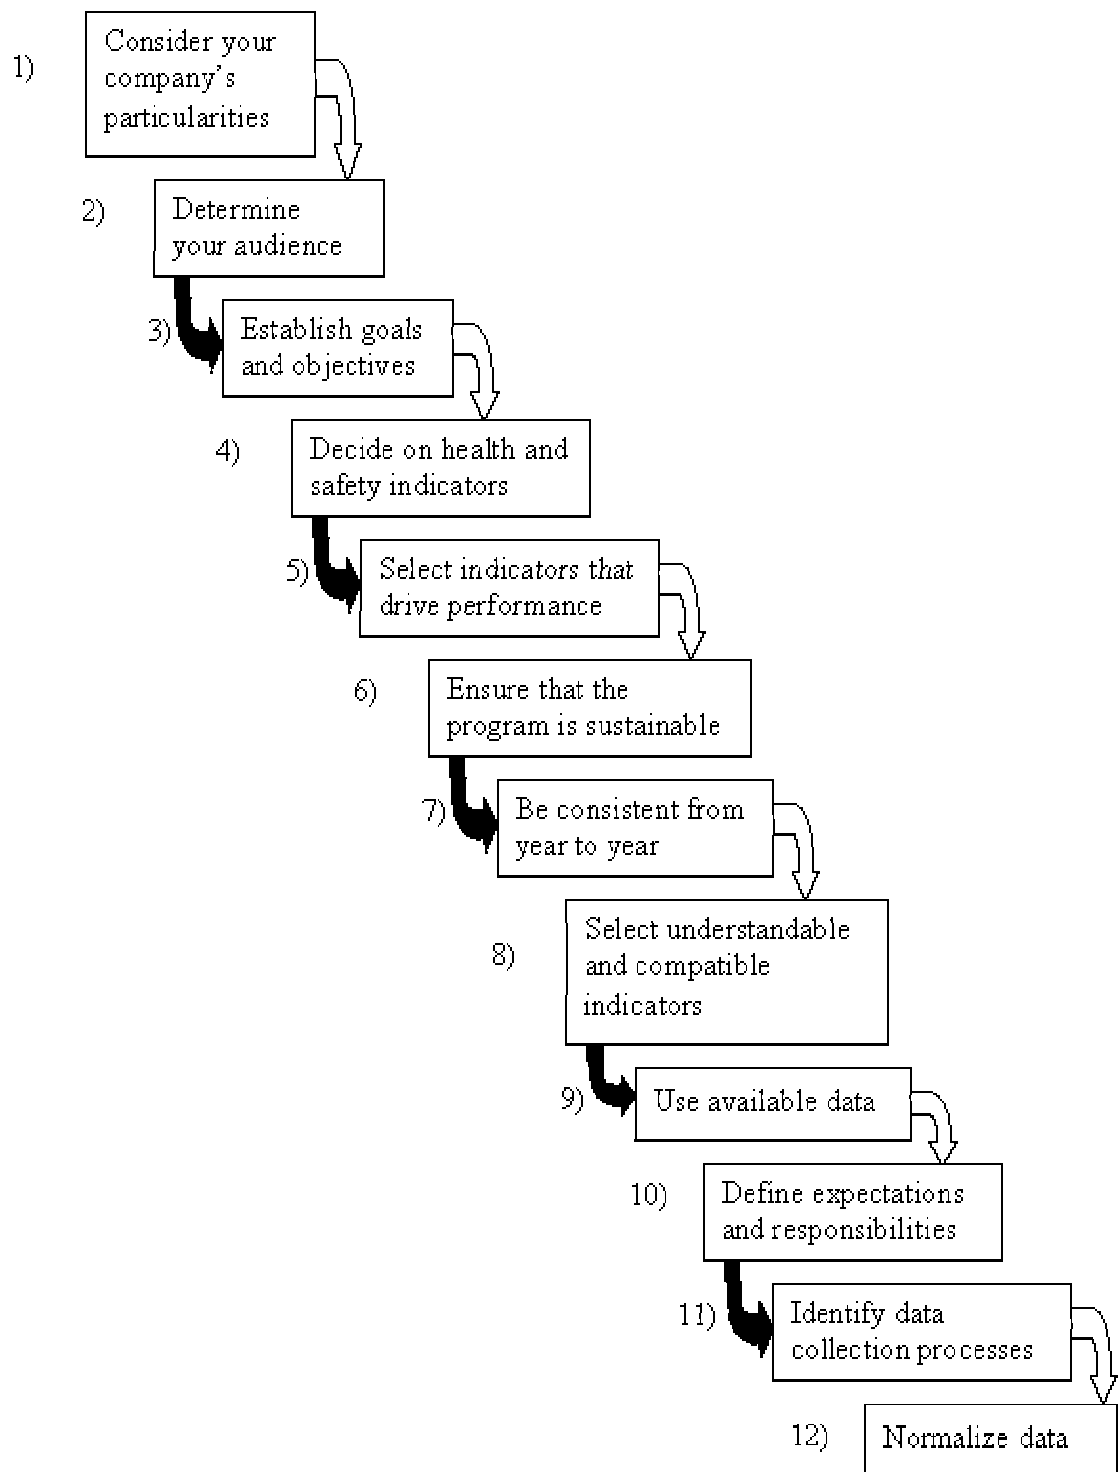 1)
Consider your
company's
particularities
2)
Determine
your audience
3)
Establish goals
and objectives
4)
Decide on health and
safety indicators
5)
Select indicators that
drive performance
6)
Ensure that the
program is sustainable
7)
Be consistent from
year to year
8)
Select understandable
and compatible
indicators
9)
Use available data
10)
Define expectations
and responsibilities
11)
Identify data
collection processes
12)
Normalize data